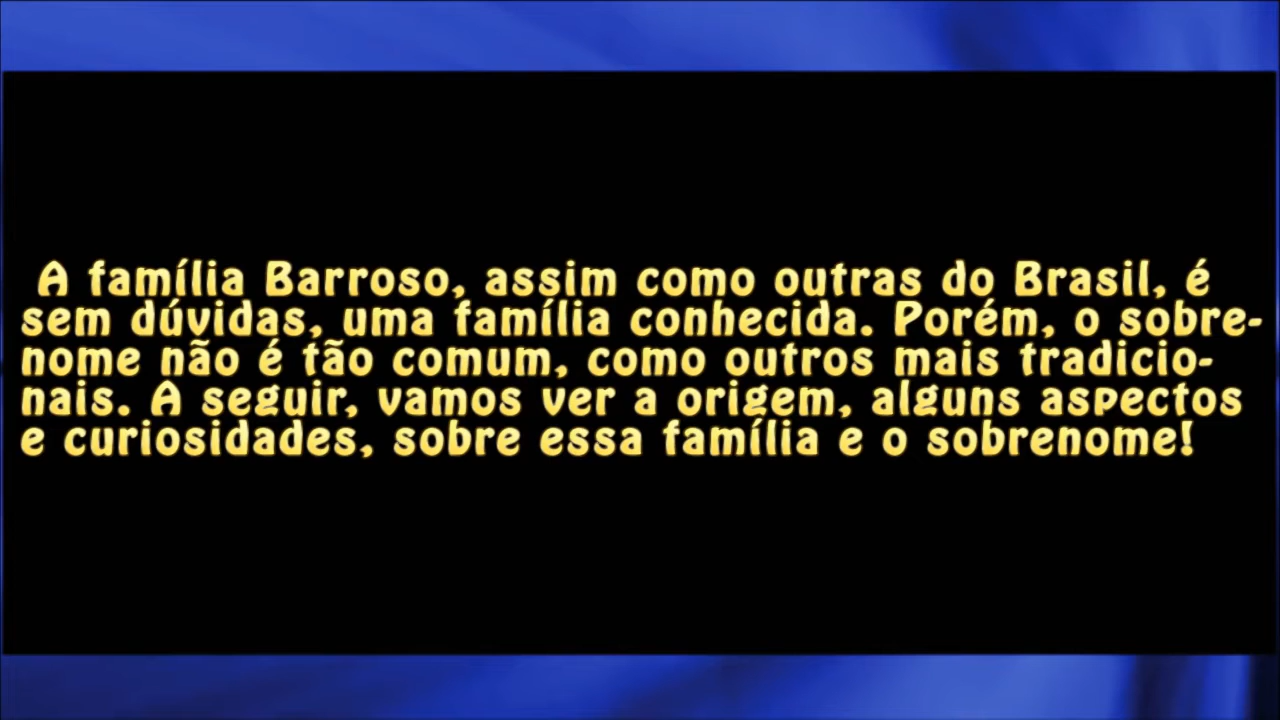 A família Barroso, assim como outras do Brasil, é
sem dúvidas, uma família conhecida. Porém, o sobre-
nome não é tão comum, como outros mais tradicio-
nais. A seguir, vamos ver a origem, alguns aspectos
e curiosidades, sobre essa família e o sobrenome!